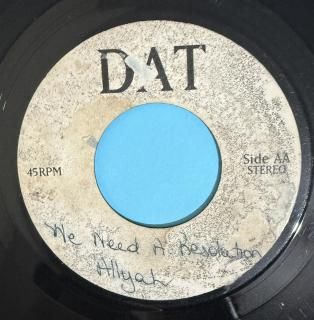 DAT
45RPM
Side AA
STEREO
We Need A Resolution
Allyah